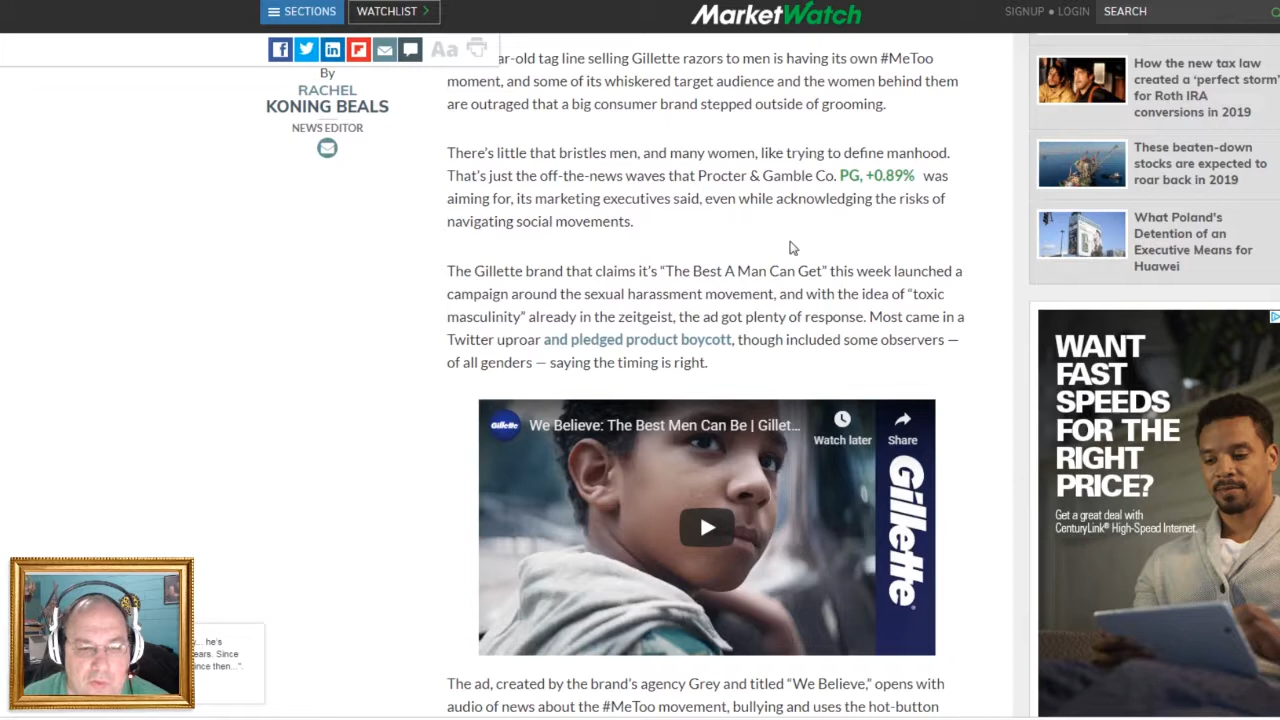 SECTIONS
WATCHLIST >
MarketWatch
SIGNUP • LOGIN
SEARCH
Aa
By
RACHEL
KONING BEALS
NEWS EDITOR
ar-old tag line selling Gillette razors to men is having its own #MeToo
moment, and some of its whiskered target audience and the women behind them
are outraged that a big consumer brand stepped outside of grooming.
There's little that bristles men, and many women, like trying to define manhood.
That's just the off-the-news waves that Procter & Gamble Co. PG, +0.89% was
aiming for, its marketing executives said, even while acknowledging the risks of
navigating social movements.
The Gillette brand that claims it's “The Best A Man Can Get” this week launched a
campaign around the sexual harassment movement, and with the idea of “toxic
masculinity” already in the zeitgeist, the ad got plenty of response. Most came in a
Twitter uproar and pledged product boycott, though included some observers —
of all genders — saying the timing is right.
Gillette
We Believe: The Best Men Can Be | Gillet...
Watch later
Share
Gillette
The ad, created by the brand's agency Grey and titled “We Believe,” opens with
audio of news about the #MeToo movement, bullying and uses the hot-button
... he's
ears. Since
ince then...".
How the new tax law
created a ‘perfect storm’
for Roth IRA
conversions in 2019
These beaten-down
stocks are expected to
roar back in 2019
What Poland's
Detention of an
Executive Means for
Huawei
WANT
FAST
SPEEDS
FOR THE
RIGHT
PRICE?
Get a great deal with
CenturyLink® High-Speed Internet.